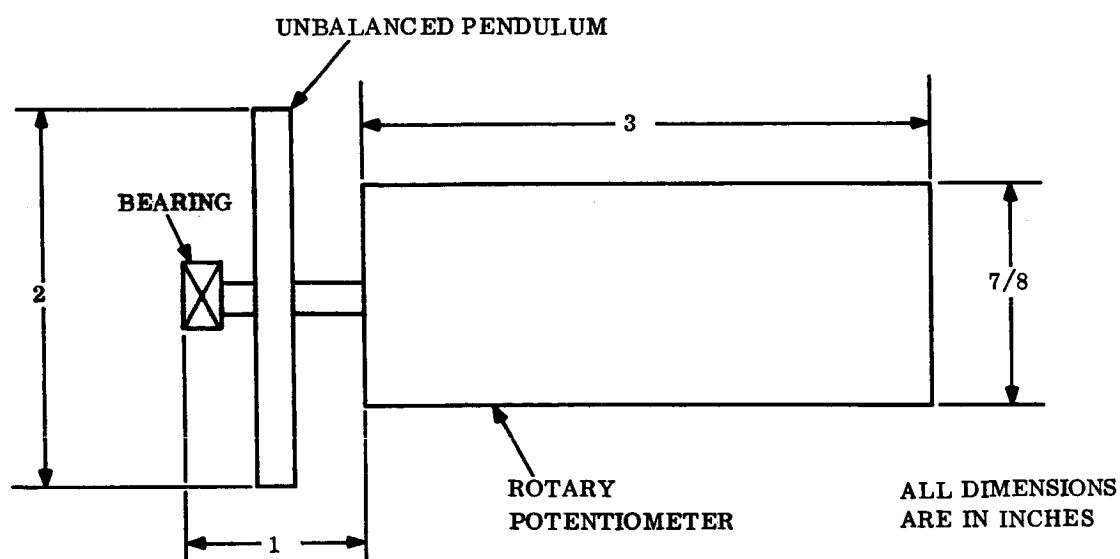 UNBALANCED PENDULUM
3
BEARING
2
7/8
ROTARY
POTENTIOMETER
ALL DIMENSIONS
ARE IN INCHES
1